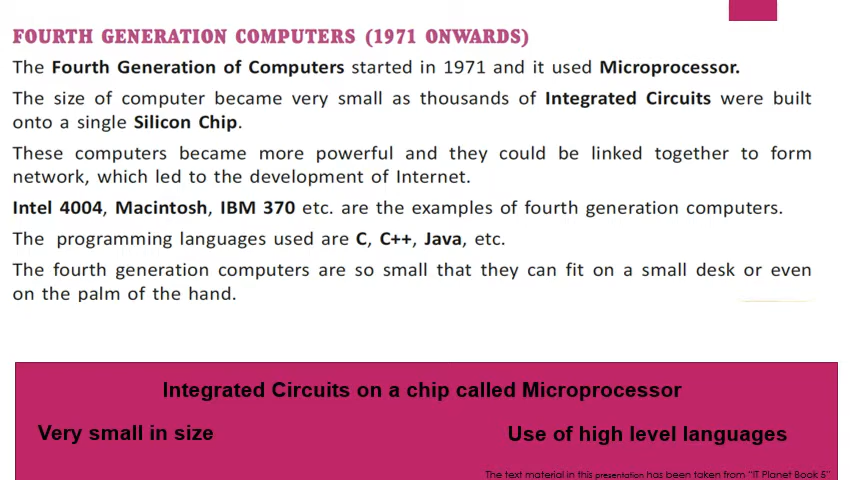 FOURTH GENERATION COMPUTERS (1971 ONWARDS)
The Fourth Generation of Computers started in 1971 and it used Microprocessor.
The size of computer became very small as thousands of Integrated Circuits were built
onto a single Silicon Chip.
These computers became more powerful and they could be linked together to form
network, which led to the development of Internet.
Intel 4004, Macintosh, IBM 370 etc. are the examples of fourth generation computers.
The programming languages used are C, C++, Java, etc.
The fourth generation computers are so small that they can fit on a small desk or even
on the palm of the hand.
Integrated Circuits on a chip called Microprocessor
Very small in size
Use of high level languages
The text material in this presentation has been taken from "IT Planet Book 5"